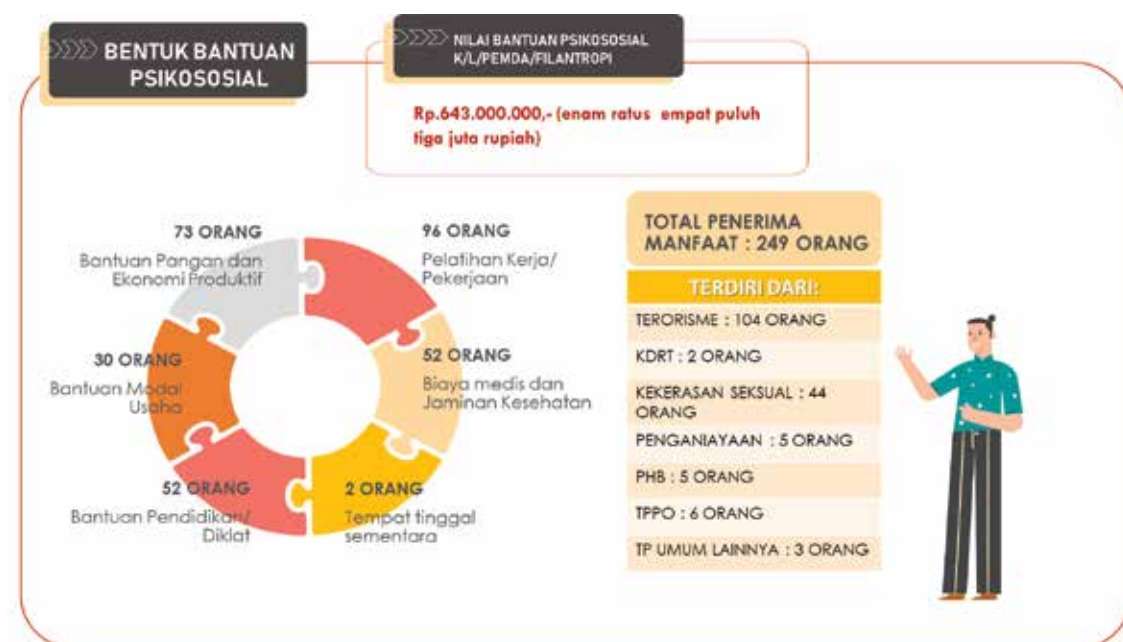 BENTUK BANTUAN
PSIKOSOSIAL
NILAI BANTUAN PSIKOSOSIAL
K/L/PEMDA/FILANTROPI
Rp.643.000.000,- (enam ratus empat puluh
tiga juta rupiah)
73 ORANG
Bantuan Pangan dan
Ekonomi Produktif
96 ORANG
Pelatihan Kerja/
Pekerjaan
30 ORANG
Bantuan Modal
Usaha
52 ORANG
Biaya medis dan
Jaminan Kesehatan
52 ORANG
Bantuan Pendidikan/
Diklat
2 ORANG
Tempat tinggal
sementara
TOTAL PENERIMA
MANFAAT : 249 ORANG
TERDIRI DARI:
TERORISME : 104 ORANG
KDRT : 2 ORANG
KEKERASAN SEKSUAL : 44
ORANG
PENGANIAYAAN : 5 ORANG
PHB : 5 ORANG
TPPO : 6 ORANG
TP UMUM LAINNYA : 3 ORANG